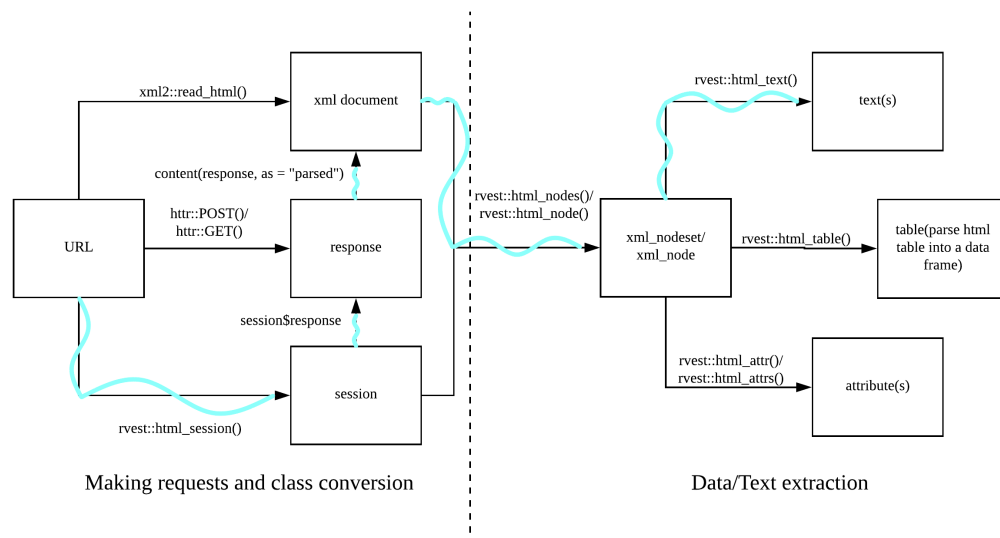 xml2::read_html()
xml document
content(response, as = "parsed")
URL
httr::POST()/
httr::GET()
response
session$response
session
rvest::html_session()
Making requests and class conversion
rvest::html_nodes()/
rvest::html_node()
xml_nodeset/
xml_node
rvest::html_text()
text(s)
rvest::html_table()
table(parse html
table into a data
frame)
rvest::html_attr()/
rvest::html_attrs()
attribute(s)
Data/Text extraction